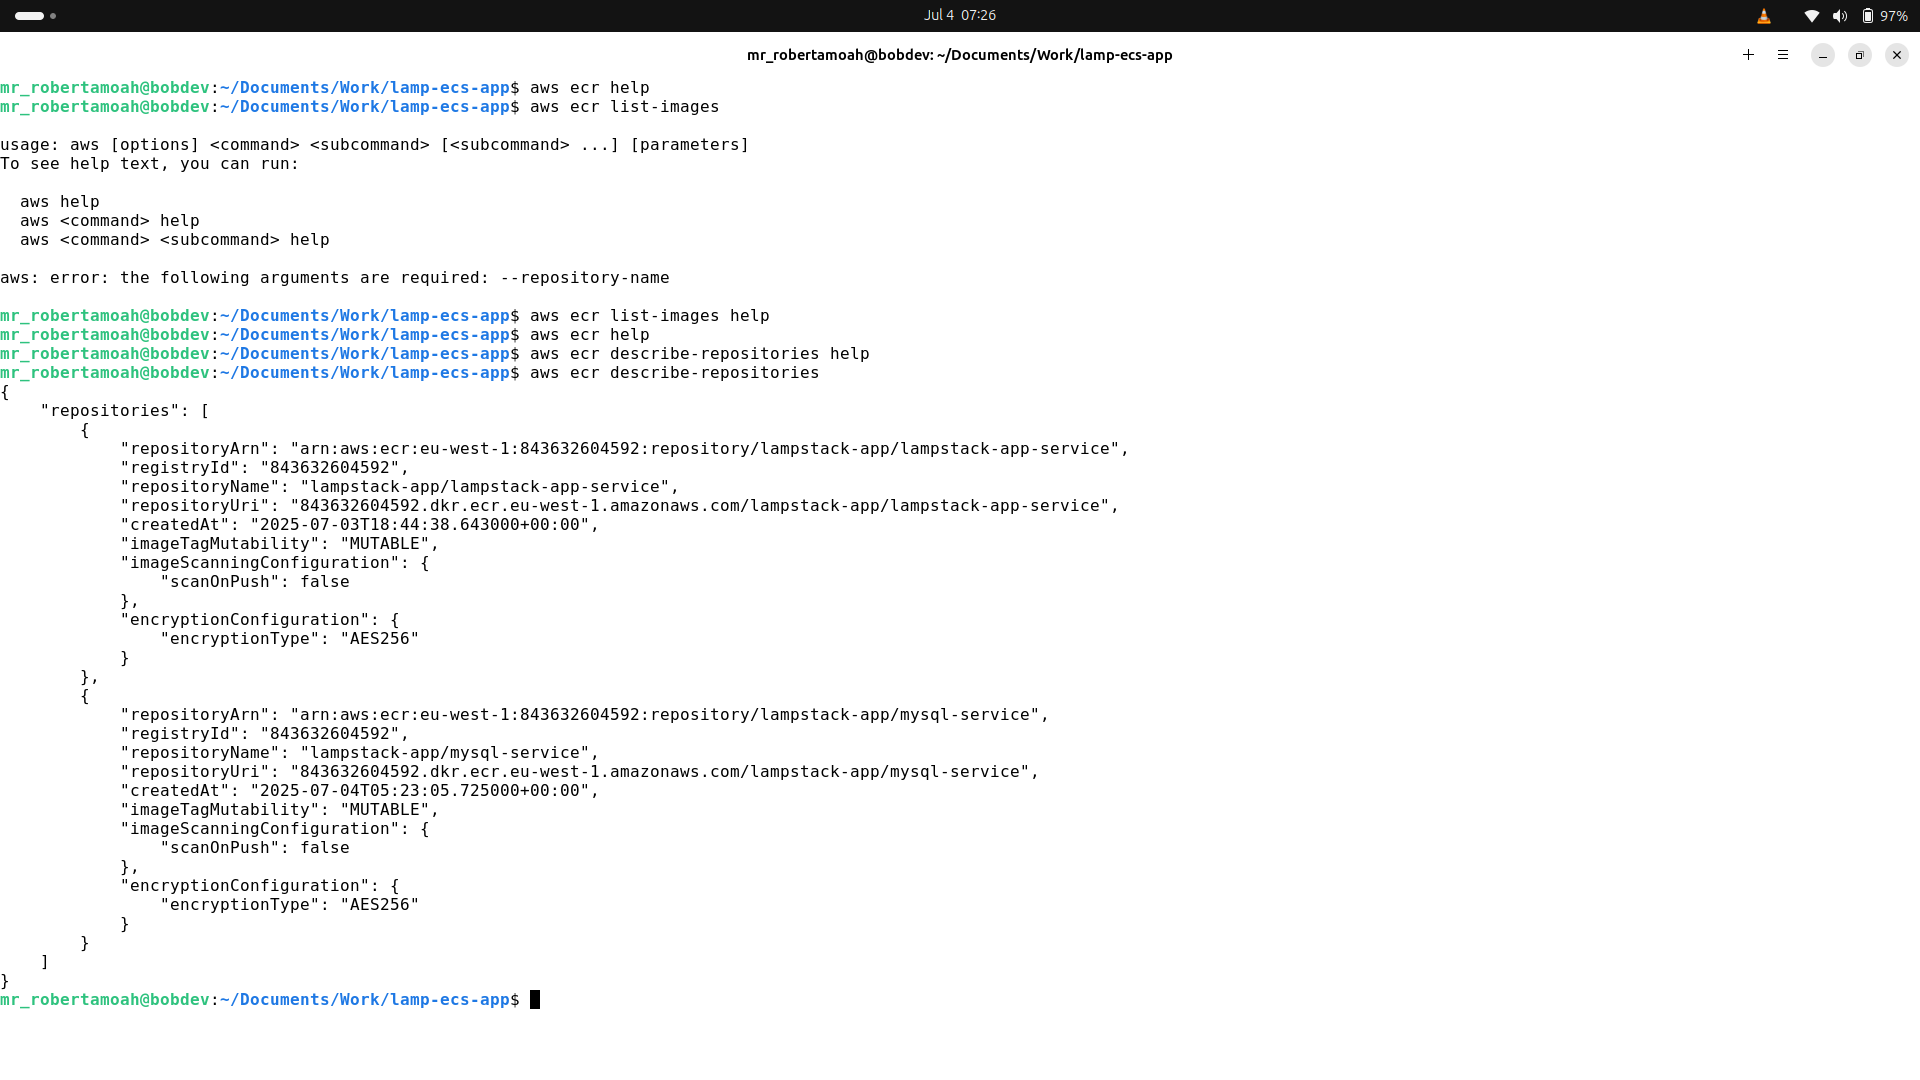 Jul 4 07:26
97%
mr_robertamoah@bobdev: ~/Documents/Work/lamp-ecs-app
mr_robertamoah@bobdev:~/Documents/Work/lamp-ecs-app$ aws ecr help
mr_robertamoah@bobdev:~/Documents/Work/lamp-ecs-app$ aws ecr list-images

usage: aws [options] <command> <subcommand> [<subcommand> ...] [parameters]
To see help text, you can run:

  aws help
  aws <command> help
  aws <command> <subcommand> help

aws: error: the following arguments are required: --repository-name

mr_robertamoah@bobdev:~/Documents/Work/lamp-ecs-app$ aws ecr list-images help
mr_robertamoah@bobdev:~/Documents/Work/lamp-ecs-app$ aws ecr help
mr_robertamoah@bobdev:~/Documents/Work/lamp-ecs-app$ aws ecr describe-repositories help
mr_robertamoah@bobdev:~/Documents/Work/lamp-ecs-app$ aws ecr describe-repositories
{
    "repositories": [
        {
            "repositoryArn": "arn:aws:ecr:eu-west-1:843632604592:repository/lampstack-app/lampstack-app-service",
            "registryId": "843632604592",
            "repositoryName": "lampstack-app/lampstack-app-service",
            "repositoryUri": "843632604592.dkr.ecr.eu-west-1.amazonaws.com/lampstack-app/lampstack-app-service",
            "createdAt": "2025-07-03T18:44:38.643000+00:00",
            "imageTagMutability": "MUTABLE",
            "imageScanningConfiguration": {
                "scanOnPush": false
            },
            "encryptionConfiguration": {
                "encryptionType": "AES256"
            }
        },
        {
            "repositoryArn": "arn:aws:ecr:eu-west-1:843632604592:repository/lampstack-app/mysql-service",
            "registryId": "843632604592",
            "repositoryName": "lampstack-app/mysql-service",
            "repositoryUri": "843632604592.dkr.ecr.eu-west-1.amazonaws.com/lampstack-app/mysql-service",
            "createdAt": "2025-07-04T05:23:05.725000+00:00",
            "imageTagMutability": "MUTABLE",
            "imageScanningConfiguration": {
                "scanOnPush": false
            },
            "encryptionConfiguration": {
                "encryptionType": "AES256"
            }
        }
    ]
}
mr_robertamoah@bobdev:~/Documents/Work/lamp-ecs-app$